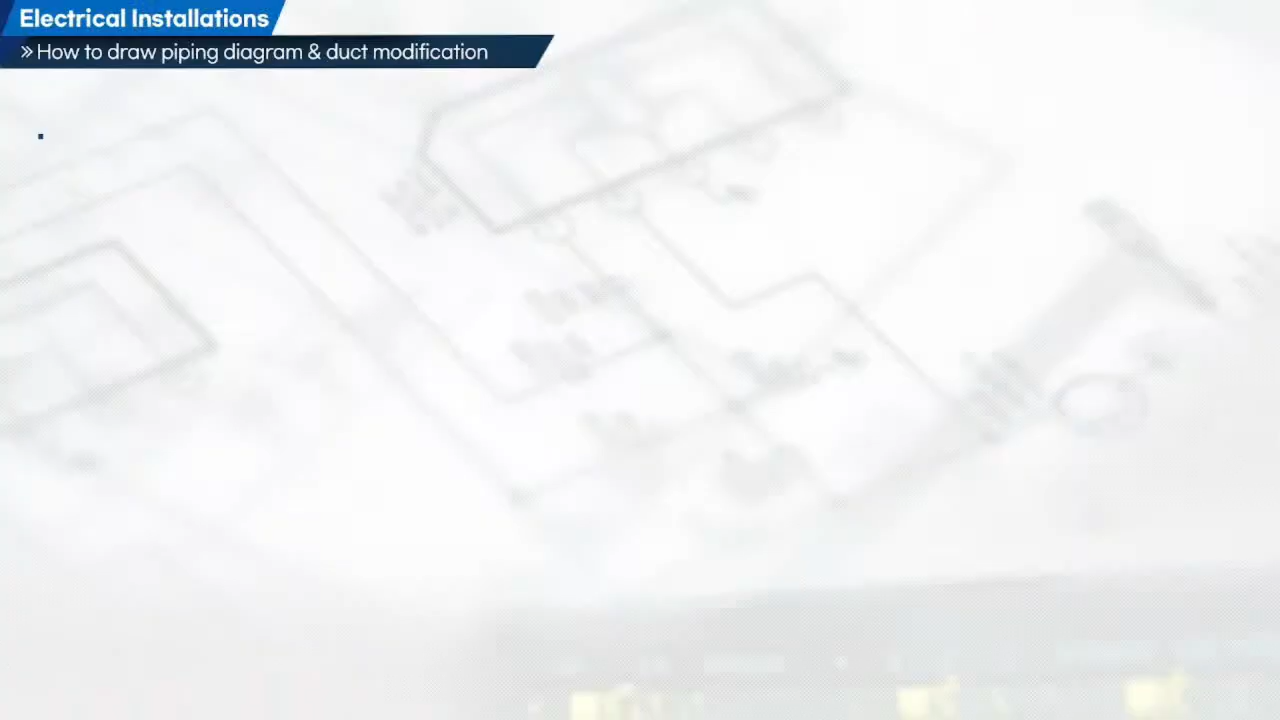 Electrical Installations
» How to draw piping diagram & duct modification